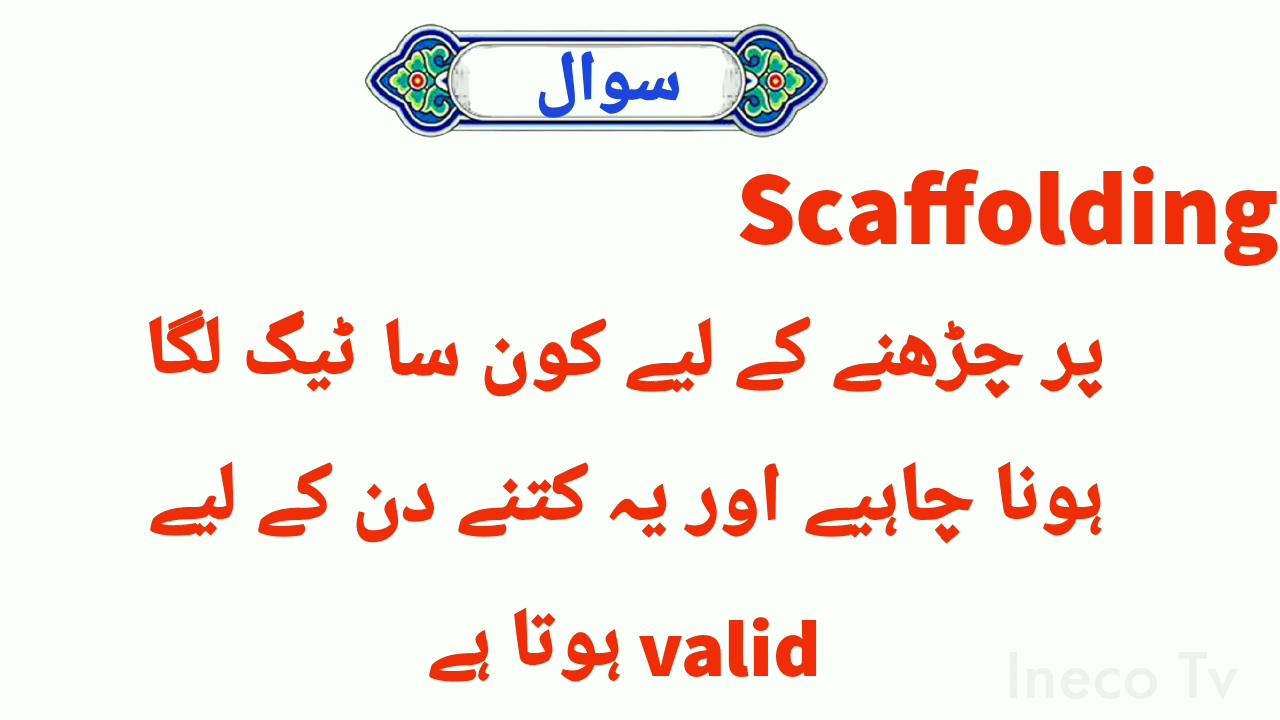 سوال
Scaffolding
پر چڑھنے کے لیے کون سا ٹیگ لگا
ہونا چاہیے اور یہ کتنے دن کے لیے
valid ہوتا ہے
Ineco Tv